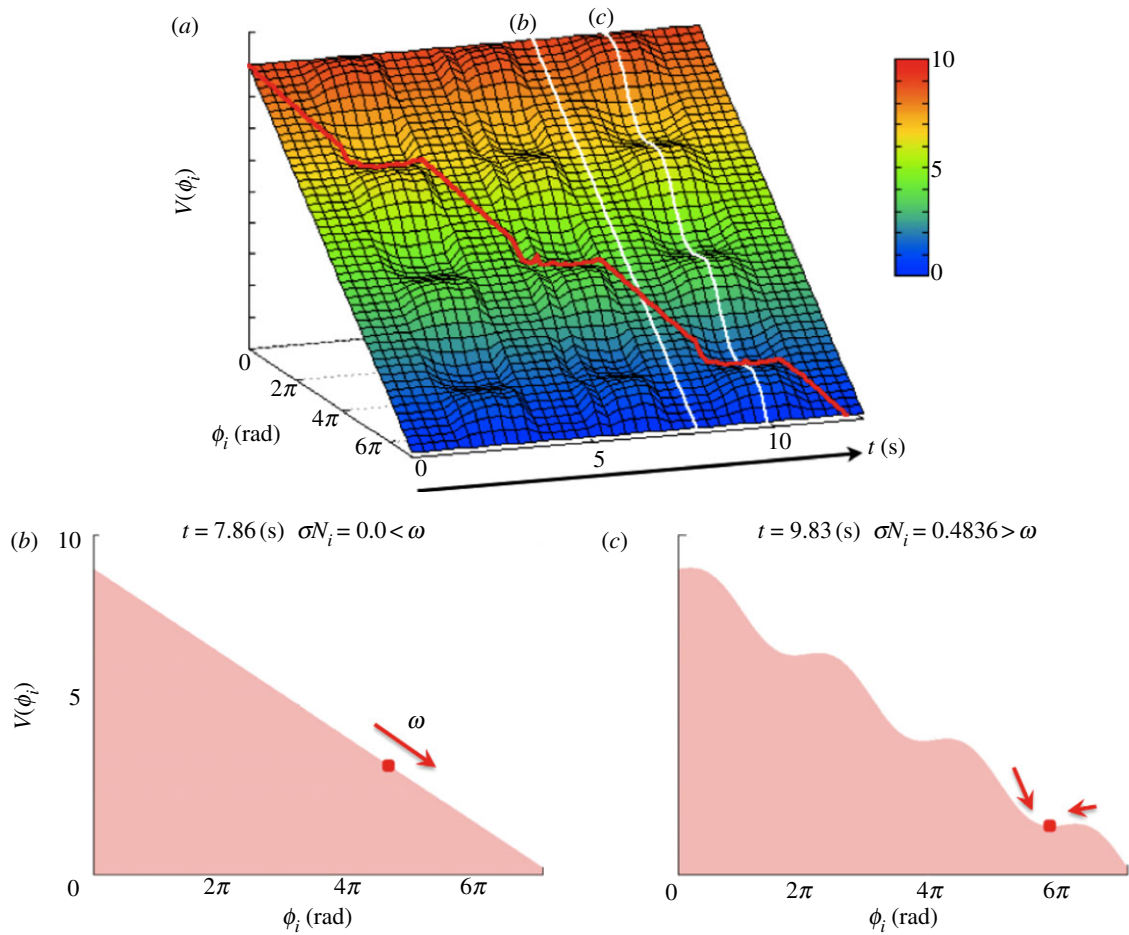 (a)
(b)
(c)
10
5
0
V(ϕᵢ)
0
2π
4π
6π
ϕᵢ (rad)
0
5
10
t (s)
(b)
t = 7.86 (s) σNᵢ = 0.0 < ω
10
5
0
V(ϕᵢ)
ω
2π
4π
6π
ϕᵢ (rad)
(c)
t = 9.83 (s) σNᵢ = 0.4836 > ω
0
2π
4π
6π
ϕᵢ (rad)